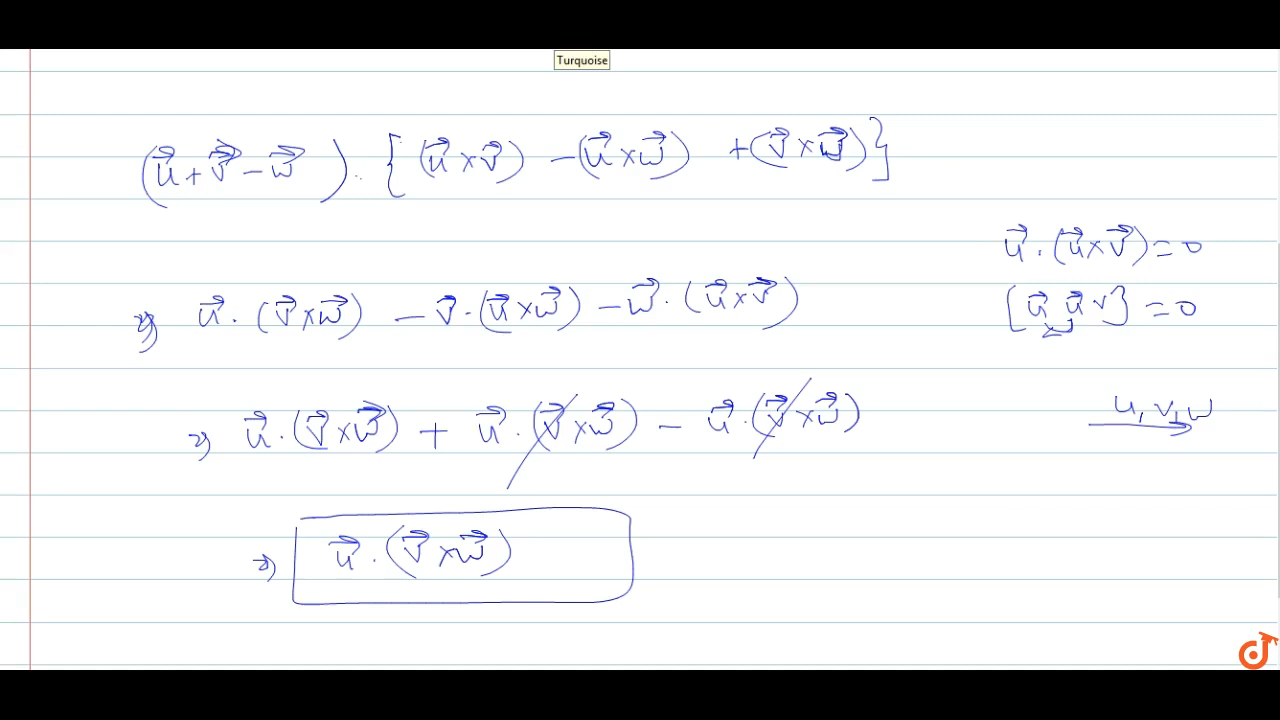 Turquoise
(u⃗ + v⃗ − w⃗) · {(u⃗ × v⃗) − (u⃗ × w⃗) + (v⃗ × w⃗)}
u⃗ · (u⃗ × v⃗) = 0
⇒ u⃗ · (v⃗ × w⃗) − v⃗ · (u⃗ × w⃗) − w⃗ · (u⃗ × v⃗)
[u⃗ u⃗ v] = 0
⇒ u⃗ · (v⃗ × w⃗) + u⃗ · (v⃗ × w⃗) − u⃗ · (v⃗ × w⃗)
u, v, w
⇒ u⃗ · (v⃗ × w⃗)